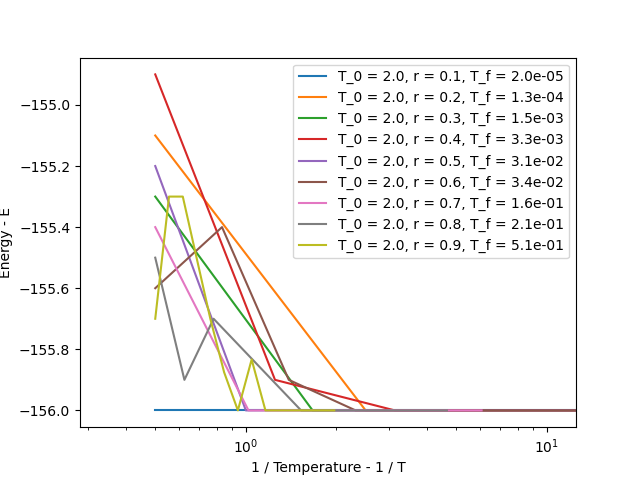 T_0 = 2.0, r = 0.1, T_f = 2.0e-05
T_0 = 2.0, r = 0.2, T_f = 1.3e-04
T_0 = 2.0, r = 0.3, T_f = 1.5e-03
T_0 = 2.0, r = 0.4, T_f = 3.3e-03
T_0 = 2.0, r = 0.5, T_f = 3.1e-02
T_0 = 2.0, r = 0.6, T_f = 3.4e-02
T_0 = 2.0, r = 0.7, T_f = 1.6e-01
T_0 = 2.0, r = 0.8, T_f = 2.1e-01
T_0 = 2.0, r = 0.9, T_f = 5.1e-01
−155.0
−155.2
−155.4
−155.6
−155.8
−156.0
Energy - E
10⁰
10¹
1 / Temperature - 1 / T